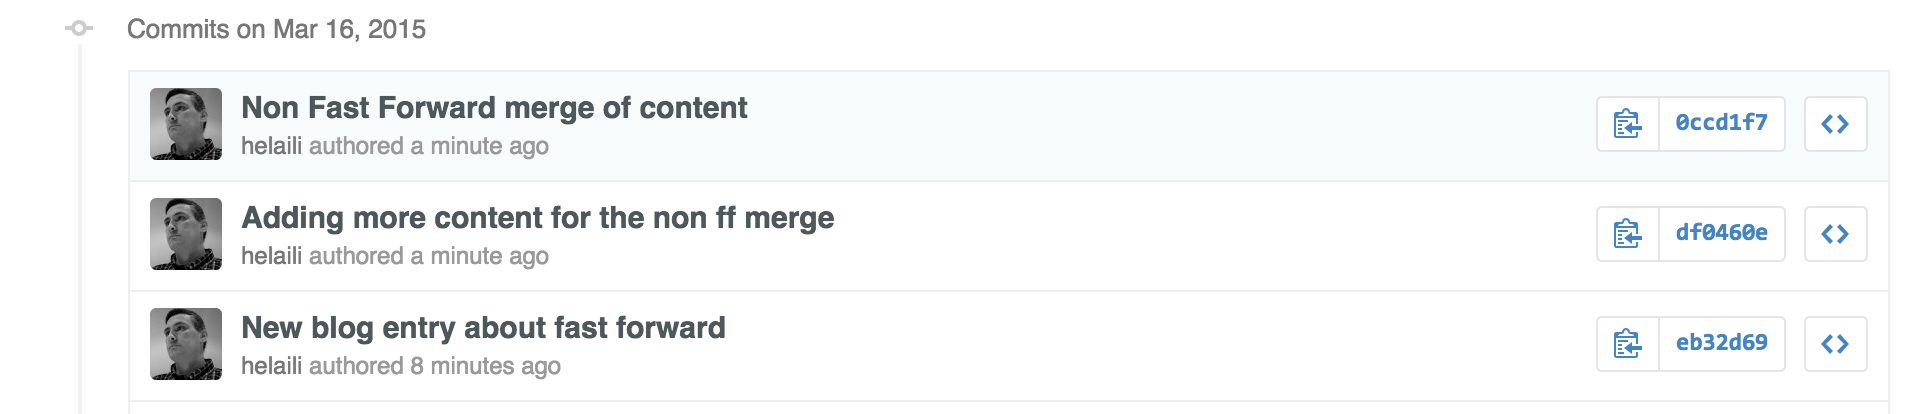 Commits on Mar 16, 2015
Non Fast Forward merge of content
helaili authored a minute ago
0ccd1f7
Adding more content for the non ff merge
helaili authored a minute ago
df0460e
New blog entry about fast forward
helaili authored 8 minutes ago
eb32d69